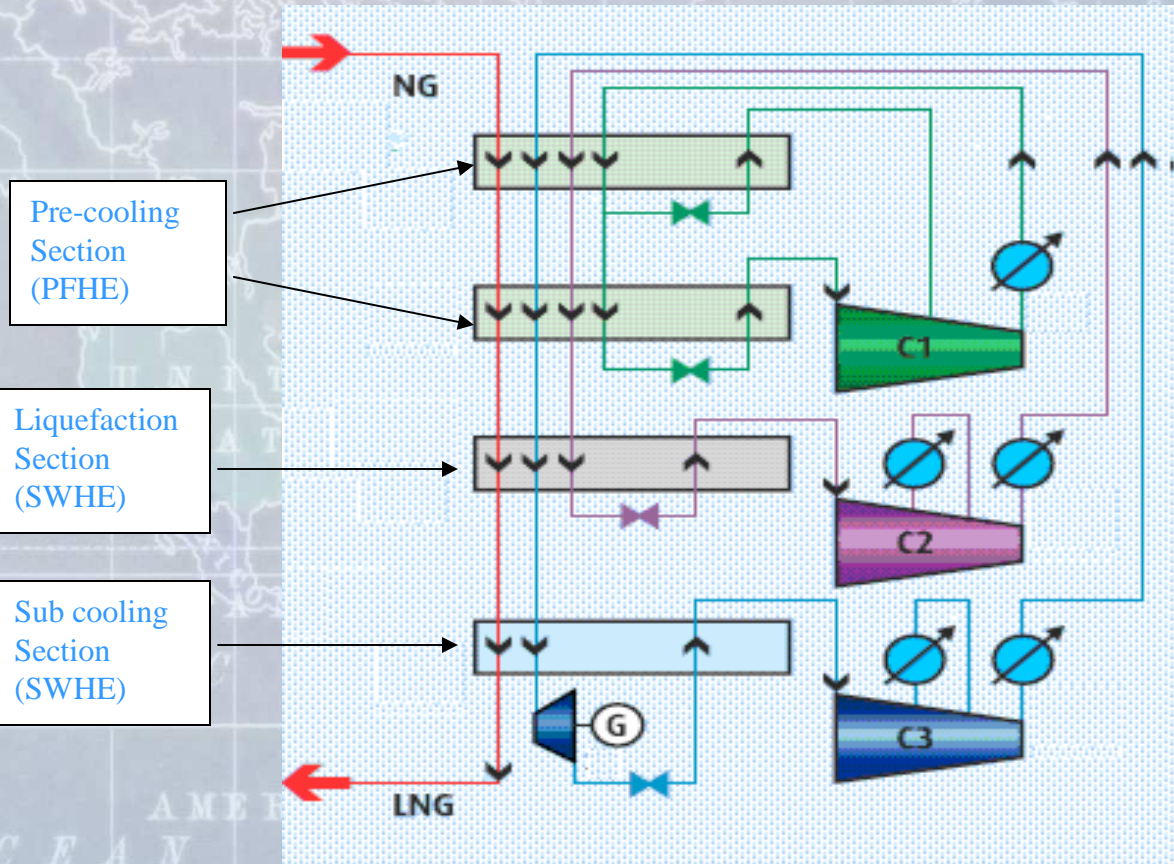 NG
Pre-cooling
Section
(PFHE)
C1
Liquefaction
Section
(SWHE)
C2
Sub cooling
Section
(SWHE)
G
C3
LNG
U N I T
A T
A M E R
C E A N